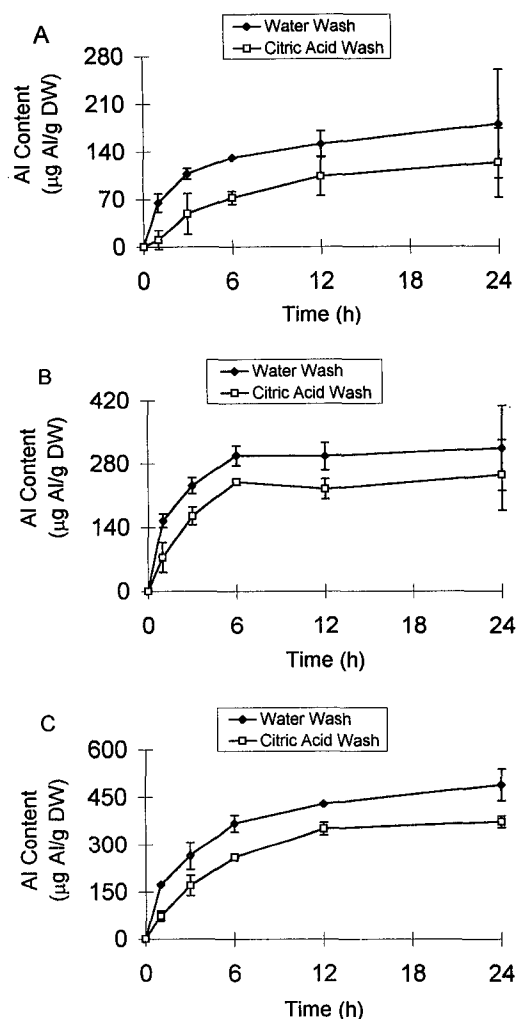 A
Water Wash
Citric Acid Wash
280
210
140
70
0
Al Content
(µg Al/g DW)
0 6 12 18 24
Time (h)
B
Water Wash
Citric Acid Wash
420
280
140
0
Al Content
(µg Al/g DW)
0 6 12 18 24
Time (h)
C
Water Wash
Citric Acid Wash
600
450
300
150
0
Al Content
(µg Al/g DW)
0 6 12 18 24
Time (h)